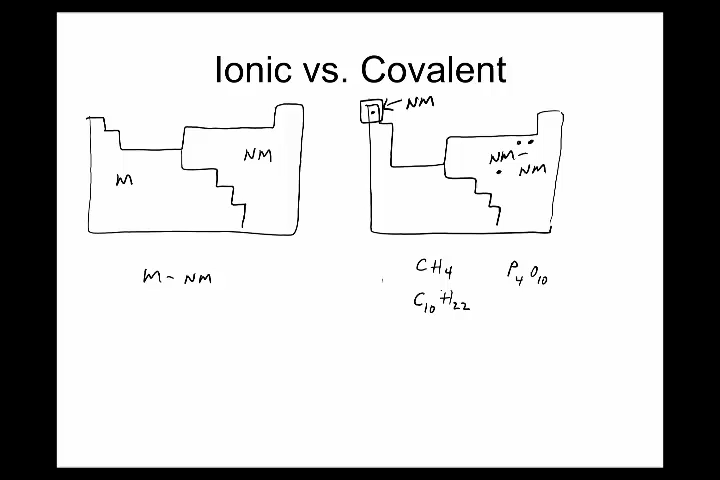 Ionic vs. Covalent
NM
M
NM
NM-
NM
M - NM
CH₄
P₄O₁₀
C₁₀H₂₂